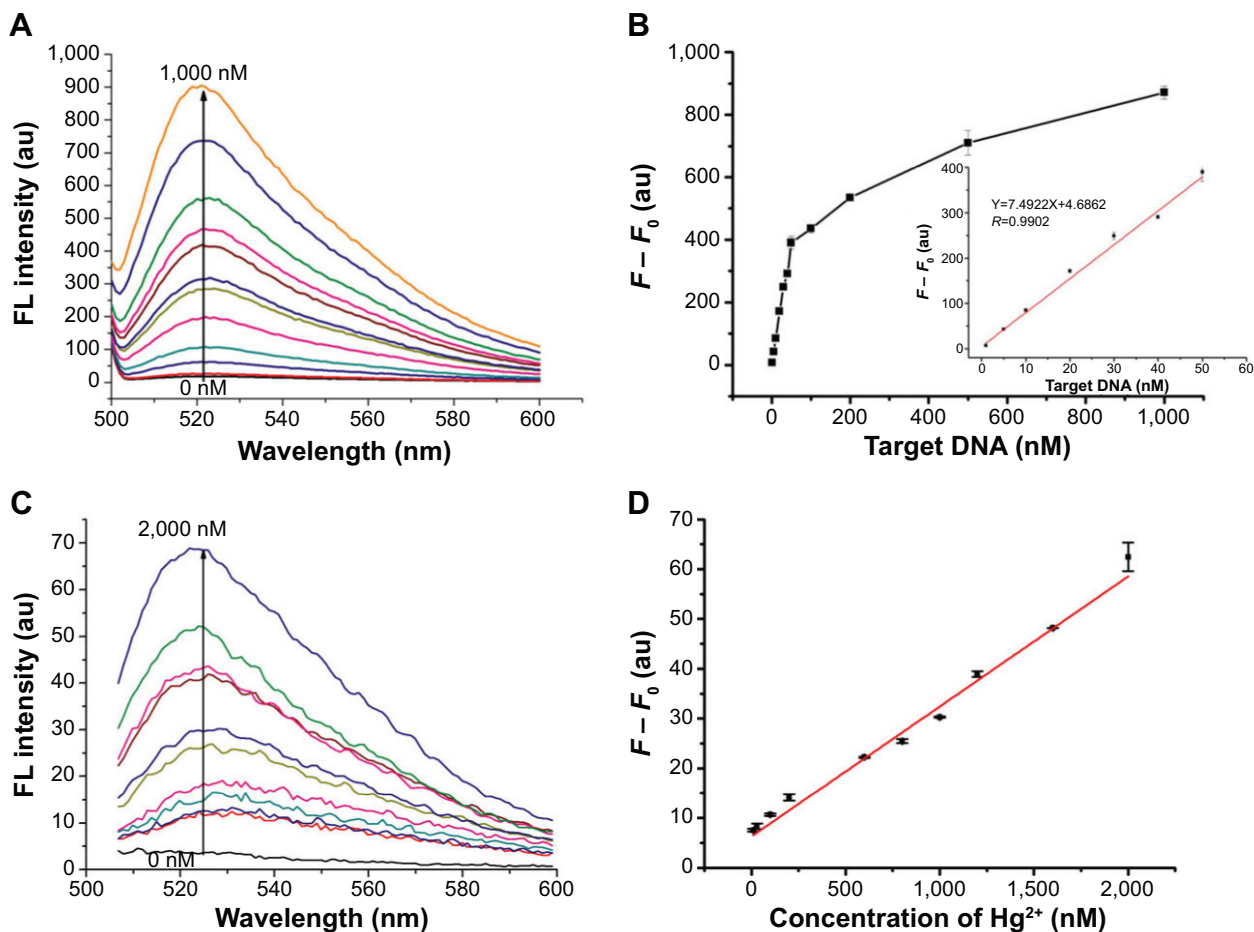 A
1,000
900
800
700
600
500
400
300
200
100
0
FL intensity (au)
1,000 nM
0 nM
500 520 540 560 580 600
Wavelength (nm)
B
800
600
400
200
0
F – F0 (au)
0 200 400 600 800 1,000
Target DNA (nM)
400
300
200
100
0
F – F0 (au)
Y=7.4922X+4.6862
R=0.9902
0 10 20 30 40 50 60
Target DNA (nM)
C
70
60
50
40
30
20
10
0
FL intensity (au)
2,000 nM
0 nM
500 520 540 560 580 600
Wavelength (nm)
D
70
60
50
40
30
20
10
0
F – F0 (au)
0 500 1,000 1,500 2,000
Concentration of Hg2+ (nM)